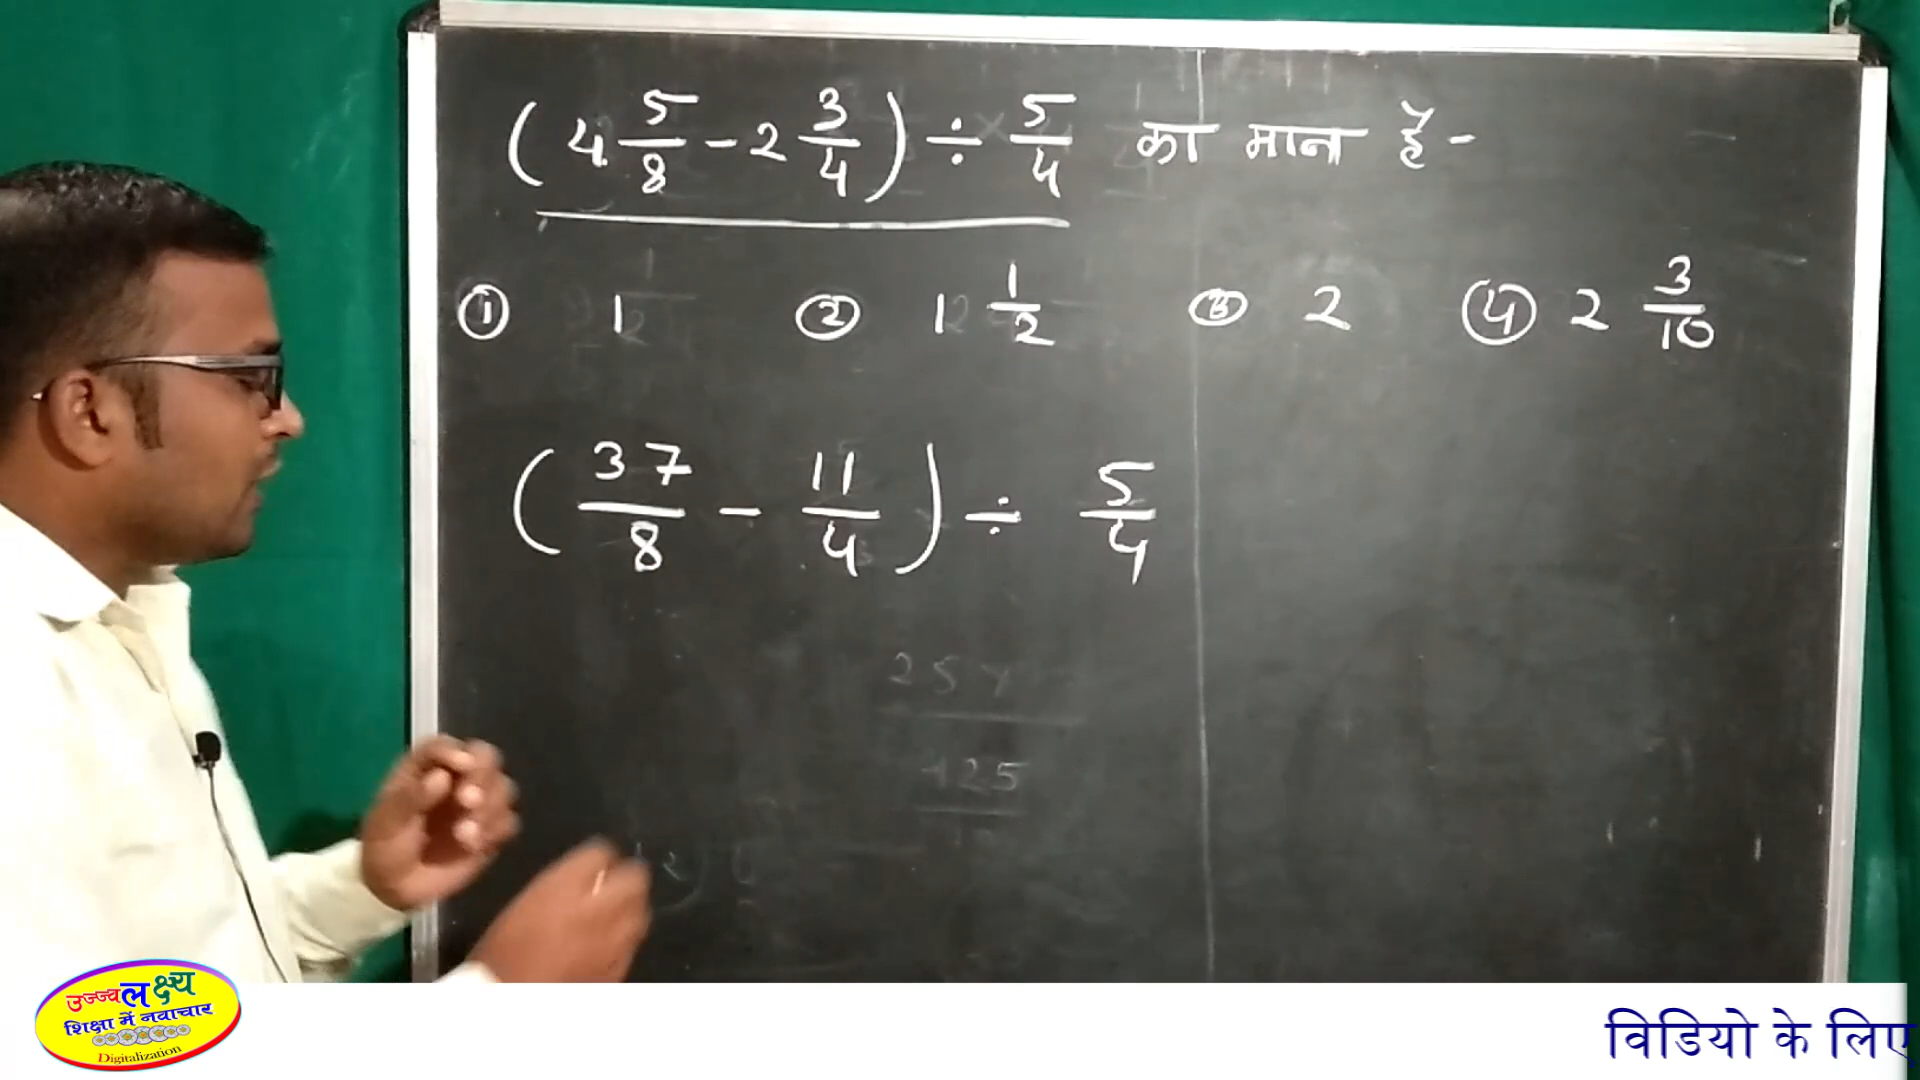 (4 5/8 - 2 3/4) ÷ 5/4 का मान है -
① 1 ② 1 1/2 ③ 2 ④ 2 3/10
(37/8 - 11/4) ÷ 5/4
उज्ज्वलक्ष्य
शिक्षा में नवाचार
Digitalization
विडियो के लिए